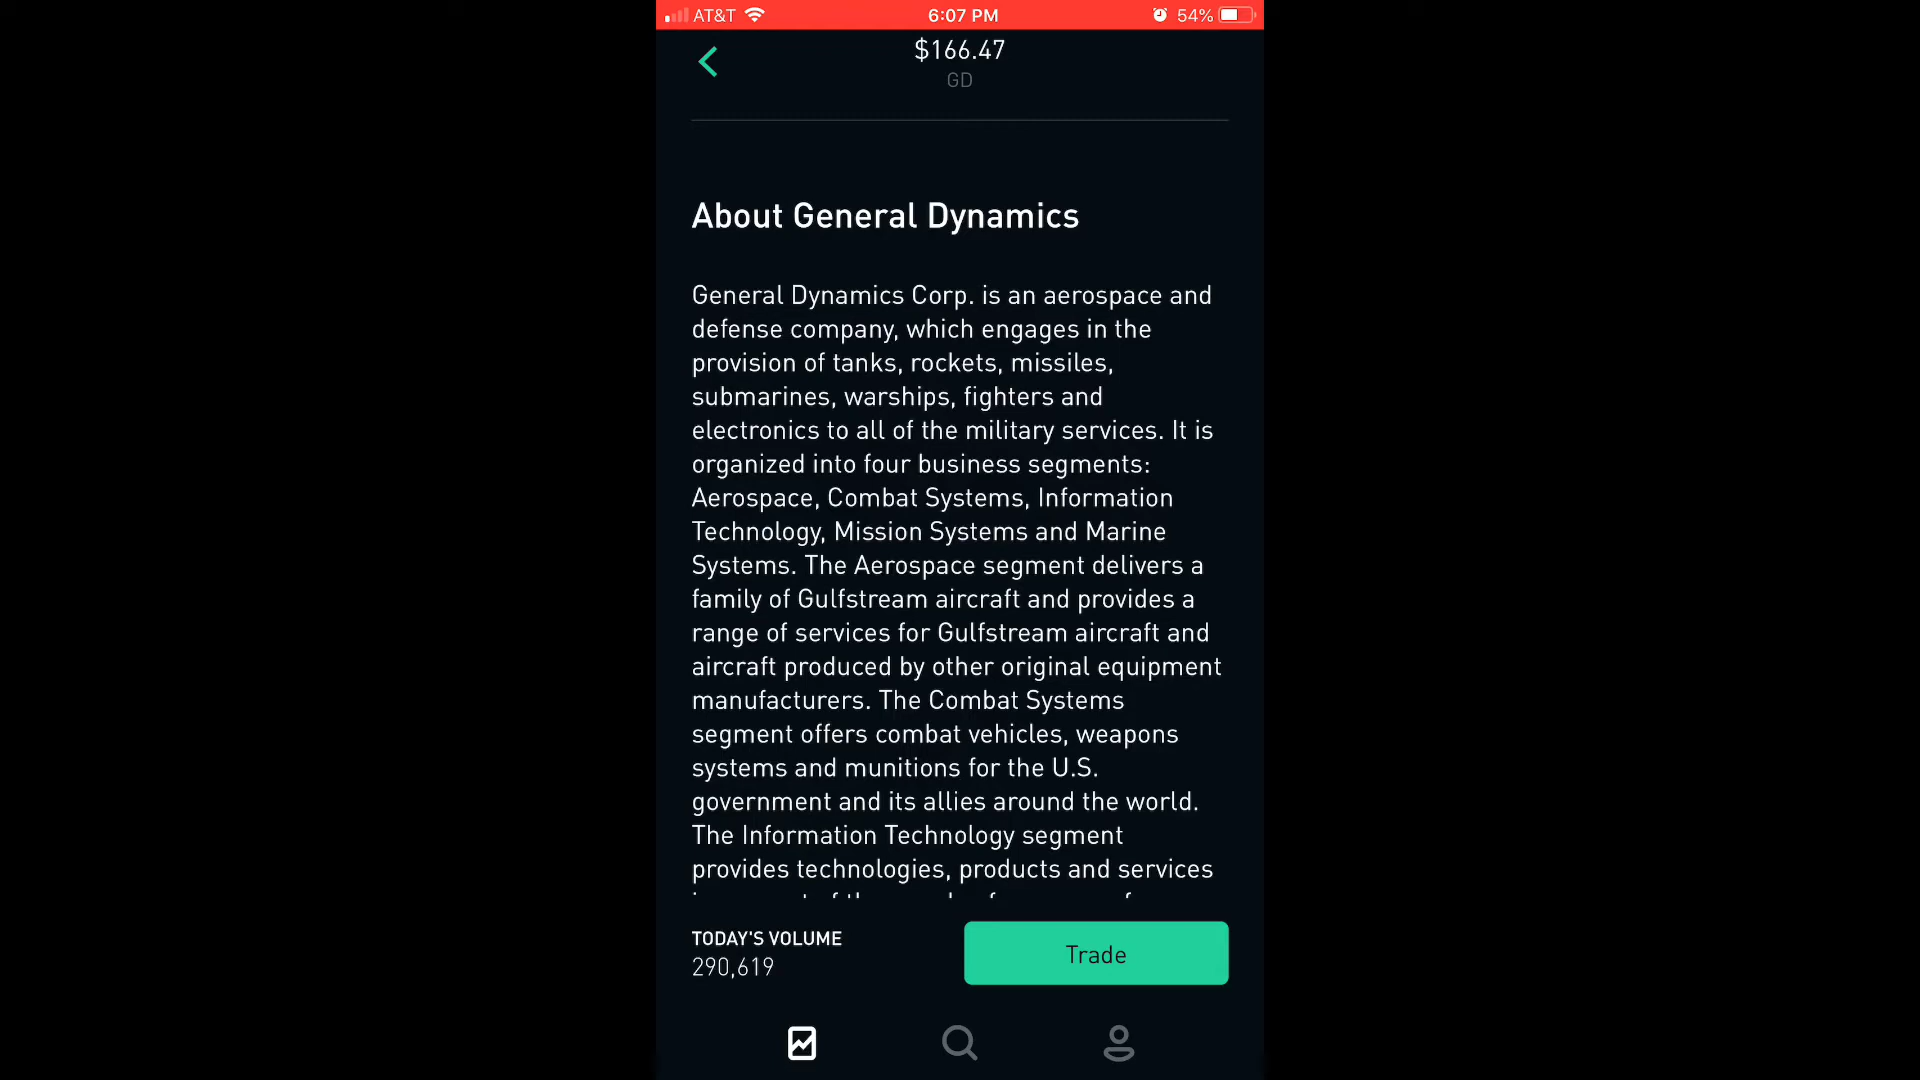 AT&T 6:07 PM 54%
$166.47
GD
About General Dynamics
General Dynamics Corp. is an aerospace and
defense company, which engages in the
provision of tanks, rockets, missiles,
submarines, warships, fighters and
electronics to all of the military services. It is
organized into four business segments:
Aerospace, Combat Systems, Information
Technology, Mission Systems and Marine
Systems. The Aerospace segment delivers a
family of Gulfstream aircraft and provides a
range of services for Gulfstream aircraft and
aircraft produced by other original equipment
manufacturers. The Combat Systems
segment offers combat vehicles, weapons
systems and munitions for the U.S.
government and its allies around the world.
The Information Technology segment
provides technologies, products and services
TODAY'S VOLUME
290,619
Trade